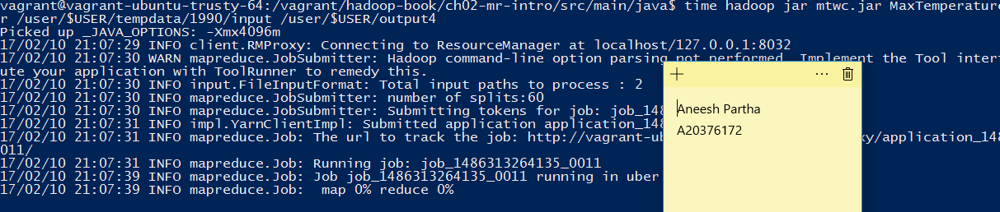 vagrant@vagrant-ubuntu-trusty-64:/vagrant/hadoop-book/ch02-mr-intro/src/main/java$ time hadoop jar mtwc.jar MaxTemperature
r /user/$USER/tempdata/1990/input /user/$USER/output4
Picked up _JAVA_OPTIONS: -Xmx4096m
17/02/10 21:07:29 INFO client.RMProxy: Connecting to ResourceManager at localhost/127.0.0.1:8032
17/02/10 21:07:30 WARN mapreduce.JobSubmitter: Hadoop command-line option parsing not performed. Implement the Tool inter
ute your application with ToolRunner to remedy this.
17/02/10 21:07:30 INFO input.FileInputFormat: Total input paths to process : 2
17/02/10 21:07:30 INFO mapreduce.JobSubmitter: number of splits:60
17/02/10 21:07:30 INFO mapreduce.JobSubmitter: Submitting tokens for job: job_148
17/02/10 21:07:31 INFO impl.YarnClientImpl: Submitted application application_148
17/02/10 21:07:31 INFO mapreduce.Job: The url to track the job: http://vagrant-ub xy/application_148
011/
17/02/10 21:07:31 INFO mapreduce.Job: Running job: job_1486313264135_0011
17/02/10 21:07:39 INFO mapreduce.Job: Job job_1486313264135_0011 running in uber
17/02/10 21:07:39 INFO mapreduce.Job:  map 0% reduce 0%
Aneesh Partha
A20376172